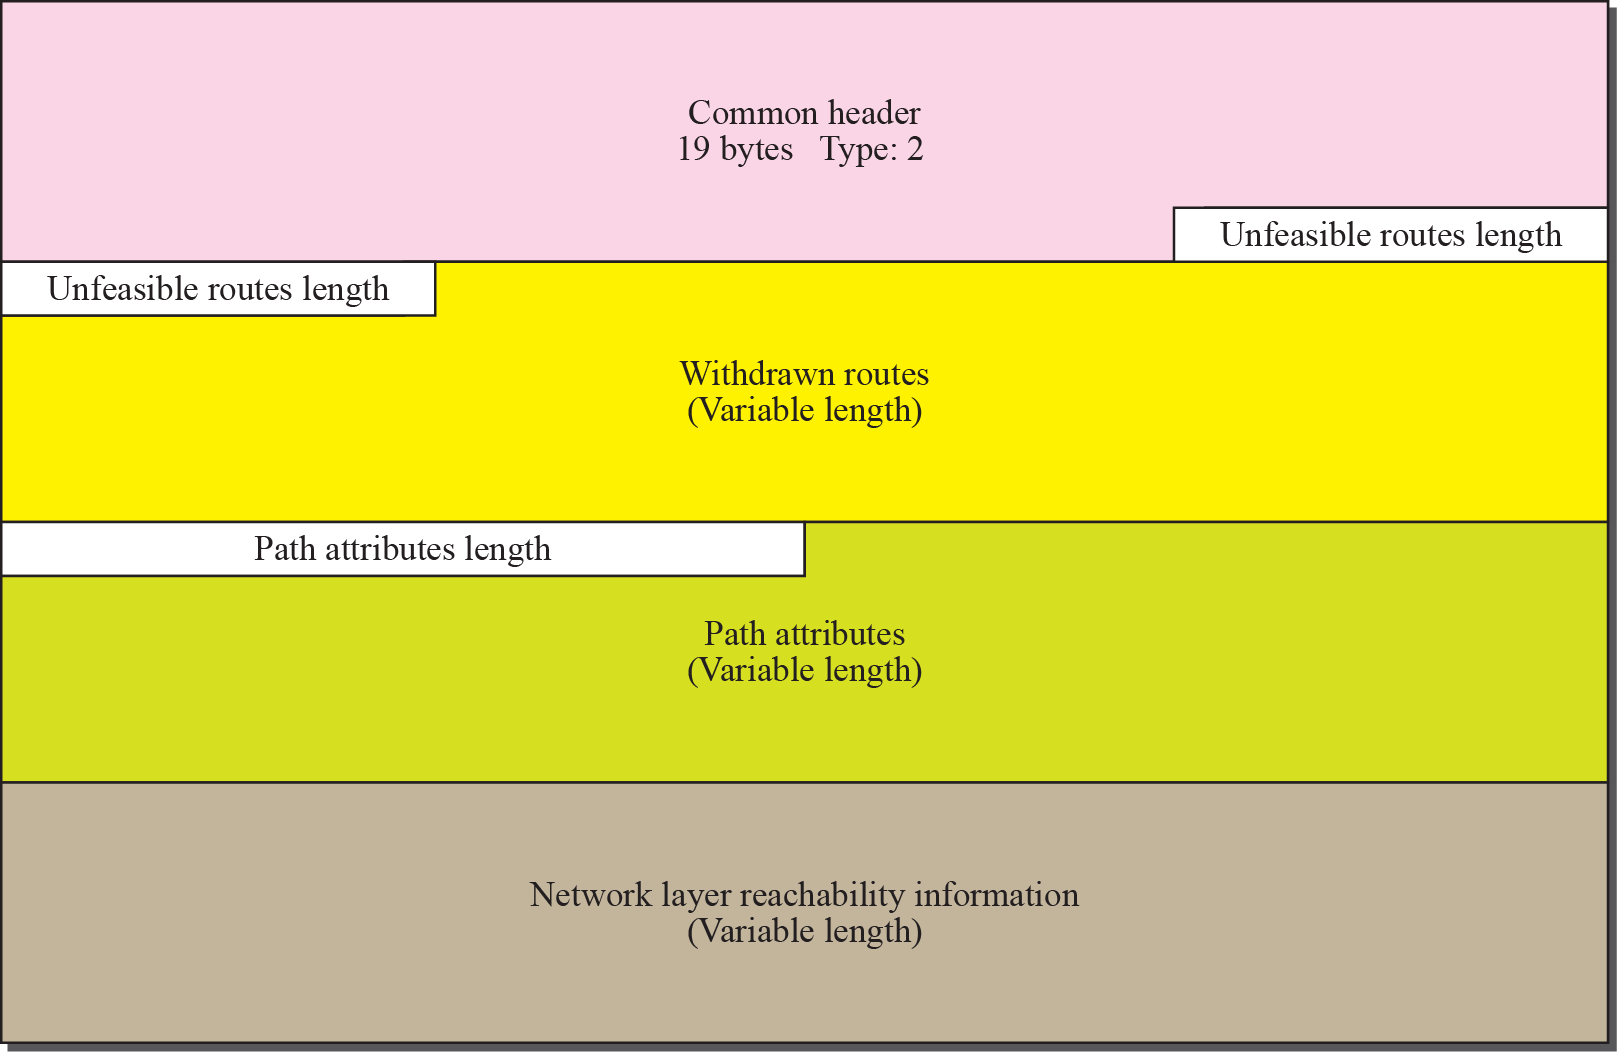 Common header
19 bytes Type: 2
Unfeasible routes length
Unfeasible routes length
Withdrawn routes
(Variable length)
Path attributes length
Path attributes
(Variable length)
Network layer reachability information
(Variable length)